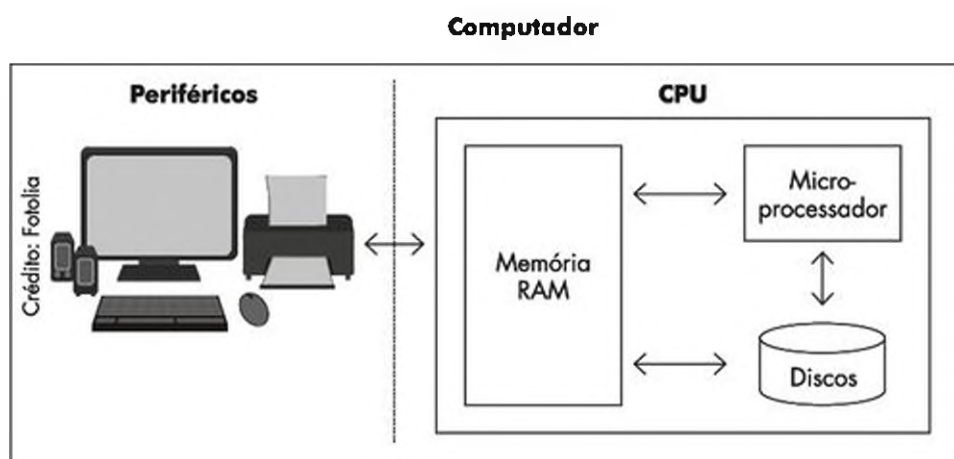 Computador
Periféricos
CPU
Crédito: Fotolia
Memória
RAM
Micro-
processador
Discos